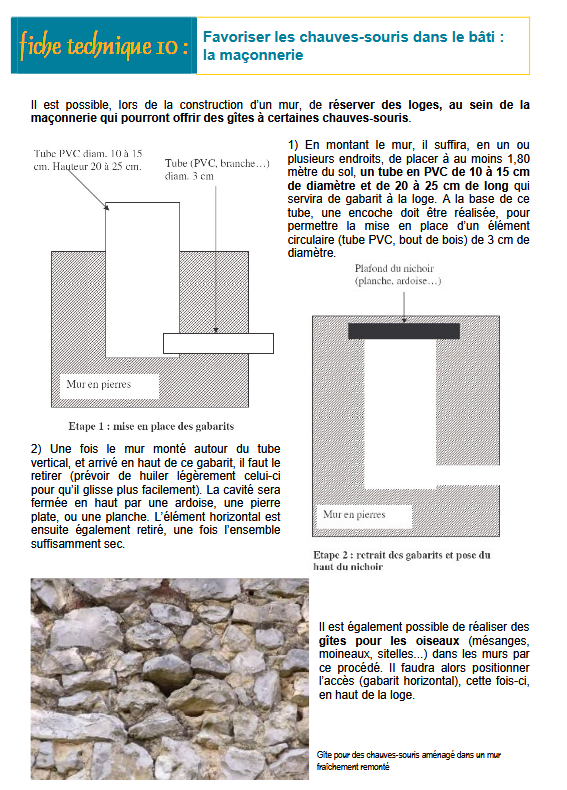 fiche technique 10 :
Favoriser les chauves-souris dans le bâti :
la maçonnerie
Il est possible, lors de la construction d'un mur, de réserver des loges, au sein de la
maçonnerie qui pourront offrir des gîtes à certaines chauves-souris.
Tube PVC diam. 10 à 15
cm. Hauteur 20 à 25 cm.
Tube (PVC, branche…)
diam. 3 cm
Mur en pierres
Etape 1 : mise en place des gabarits
1) En montant le mur, il suffira, en un ou
plusieurs endroits, de placer à au moins 1,80
mètre du sol, un tube en PVC de 10 à 15 cm
de diamètre et de 20 à 25 cm de long qui
servira de gabarit à la loge. A la base de ce
tube, une encoche doit être réalisée, pour
permettre la mise en place d'un élément
circulaire (tube PVC, bout de bois) de 3 cm de
diamètre.
Plafond du nichoir
(planche, ardoise…)
Mur en pierres
Etape 2 : retrait des gabarits et pose du
haut du nichoir
2) Une fois le mur monté autour du tube
vertical, et arrivé en haut de ce gabarit, il faut le
retirer (prévoir de huiler légèrement celui-ci
pour qu'il glisse plus facilement). La cavité sera
fermée en haut par une ardoise, une pierre
plate, ou une planche. L'élément horizontal est
ensuite également retiré, une fois l'ensemble
suffisamment sec.
Il est également possible de réaliser des
gîtes pour les oiseaux (mésanges,
moineaux, sitelles...) dans les murs par
ce procédé. Il faudra alors positionner
l'accès (gabarit horizontal), cette fois-ci,
en haut de la loge.
Gîte pour des chauves-souris aménagé dans un mur
fraîchement remonté